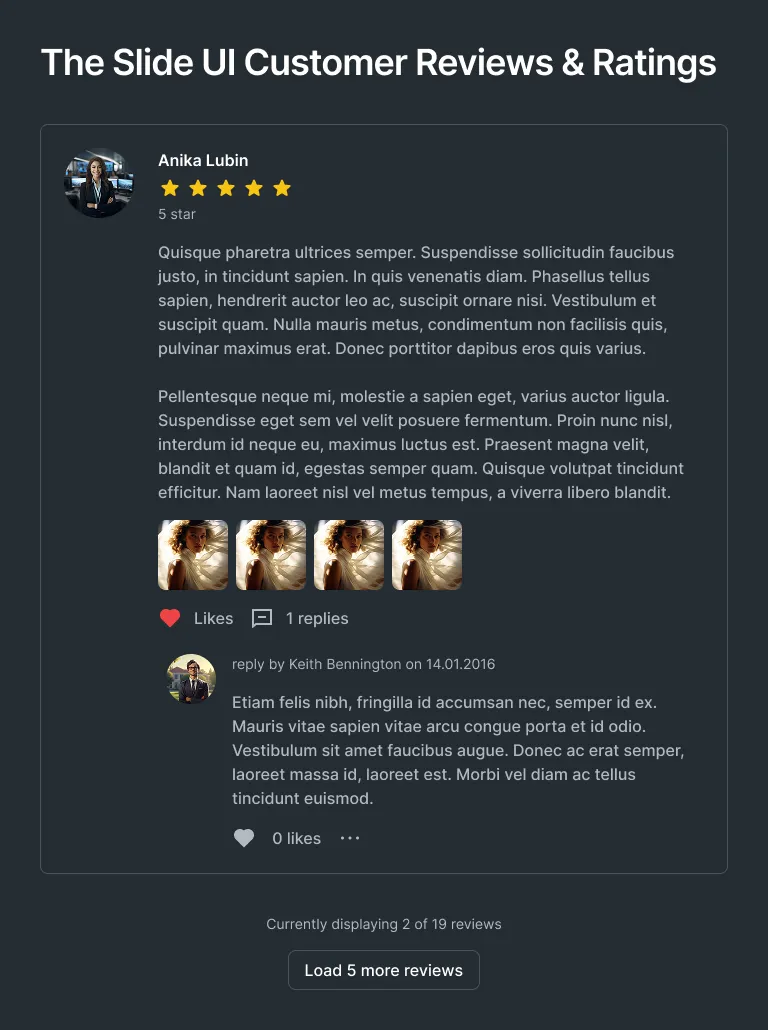 The Slide UI Customer Reviews & Ratings
Anika Lubin
5 star
Quisque pharetra ultrices semper. Suspendisse sollicitudin faucibus
justo, in tincidunt sapien. In quis venenatis diam. Phasellus tellus
sapien, hendrerit auctor leo ac, suscipit ornare nisi. Vestibulum et
suscipit quam. Nulla mauris metus, condimentum non facilisis quis,
pulvinar maximus erat. Donec porttitor dapibus eros quis varius.
Pellentesque neque mi, molestie a sapien eget, varius auctor ligula.
Suspendisse eget sem vel velit posuere fermentum. Proin nunc nisl,
interdum id neque eu, maximus luctus est. Praesent magna velit,
blandit et quam id, egestas semper quam. Quisque volutpat tincidunt
efficitur. Nam laoreet nisl vel metus tempus, a viverra libero blandit.
Likes 1 replies
reply by Keith Bennington on 14.01.2016
Etiam felis nibh, fringilla id accumsan nec, semper id ex.
Mauris vitae sapien vitae arcu congue porta et id odio.
Vestibulum sit amet faucibus augue. Donec ac erat semper,
laoreet massa id, laoreet est. Morbi vel diam ac tellus
tincidunt euismod.
0 likes
Currently displaying 2 of 19 reviews
Load 5 more reviews